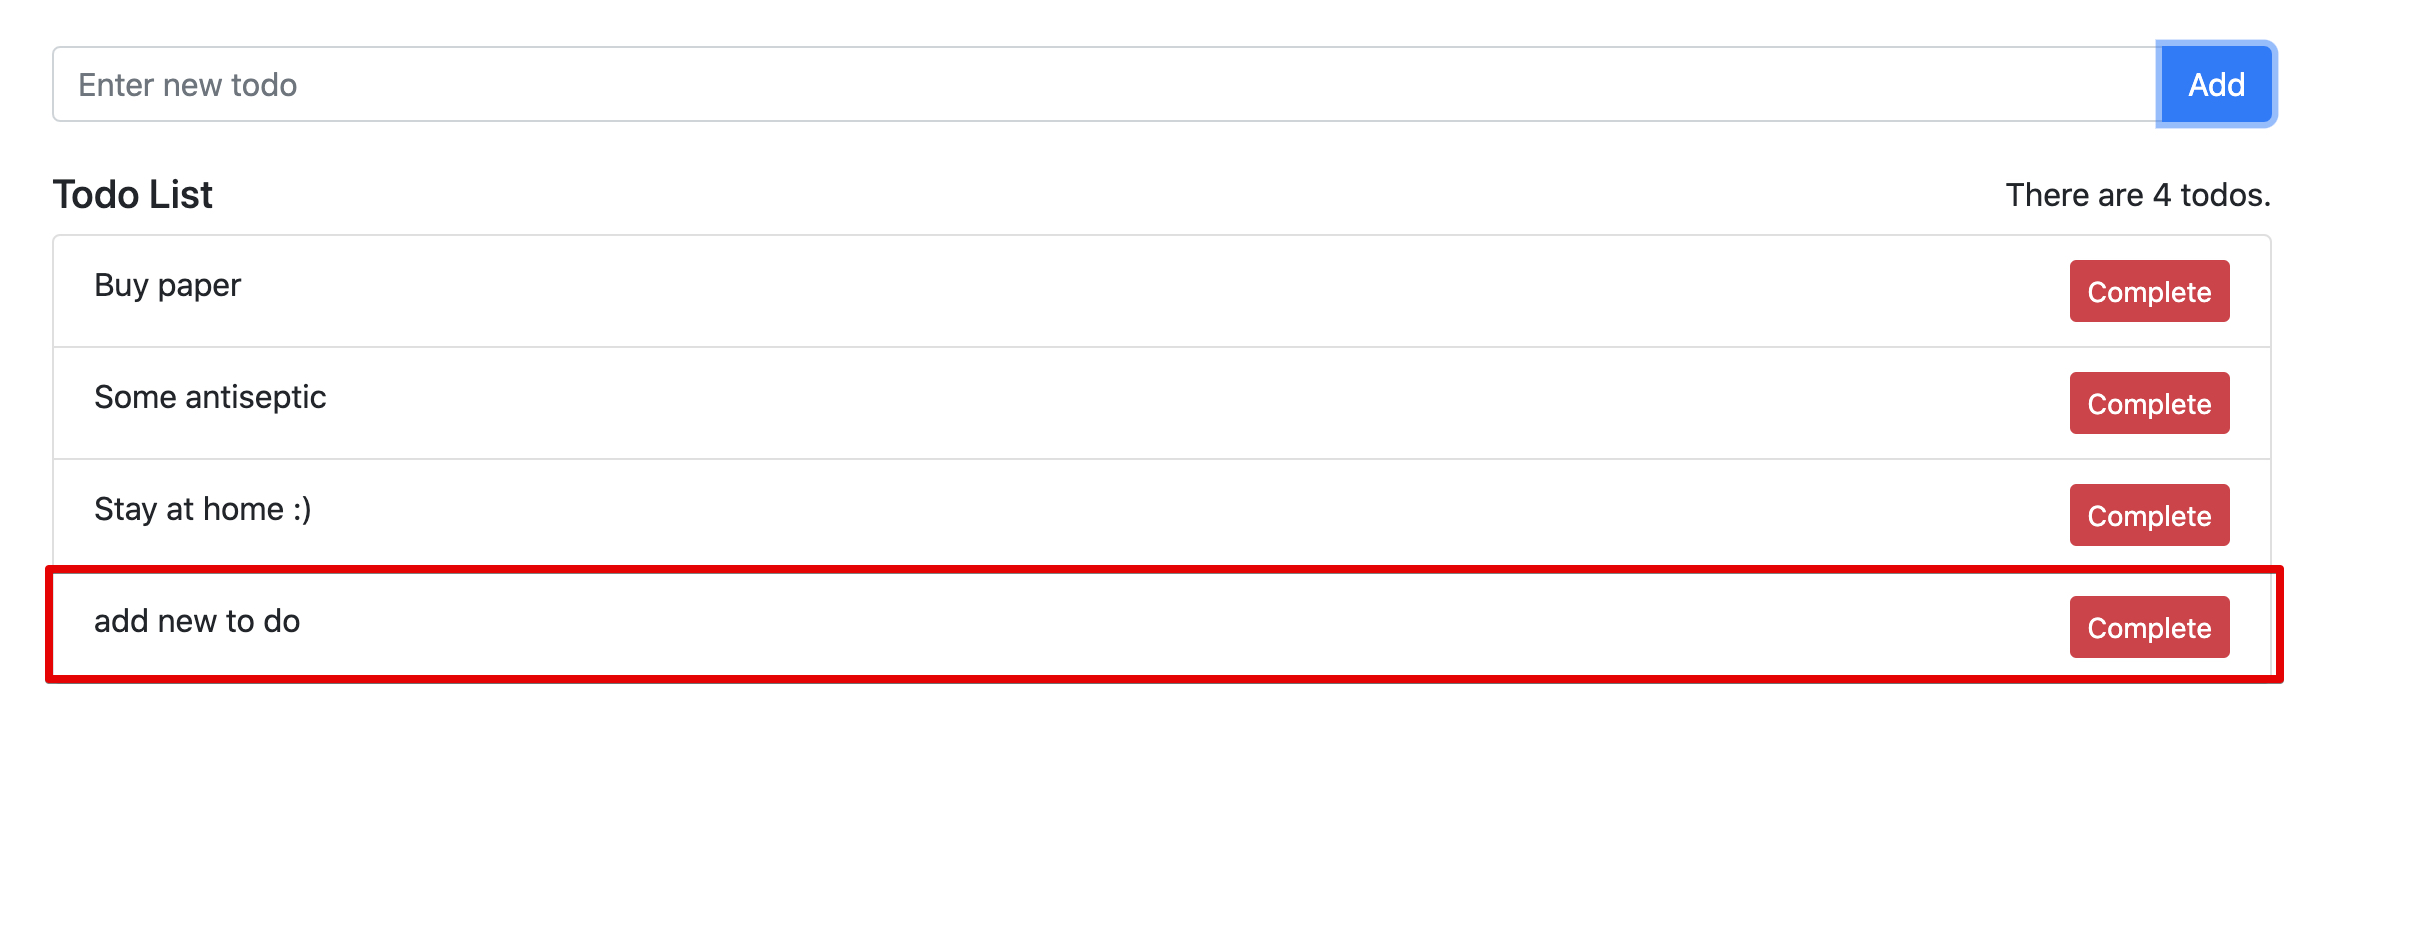 Enter new todo
Add
Todo List
There are 4 todos.
Buy paper
Complete
Some antiseptic
Complete
Stay at home :)
Complete
add new to do
Complete